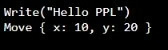 Write("Hello PPL")
Move { x: 10, y: 20 }